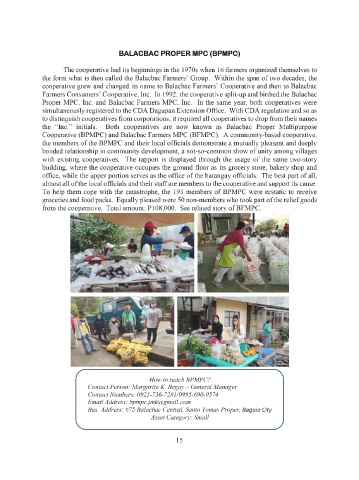 BALACBAC PROPER MPC (BPMPC)
The cooperative had its beginnings in the 1970s when 16 farmers organized themselves to
the form what is then called the Balacbac Farmers' Group. Within the span of two decades, the
cooperative grew and changed its name to Balacbac Farmers' Cooperative and then to Balacbac
Farmers Consumers' Cooperative, Inc. In 1992, the cooperative split-up and birthed the Balacbac
Proper MPC, Inc. and Balacbac Farmers MPC, Inc. In the same year, both cooperatives were
simultaneously registered to the CDA Dagupan Extension Office. With CDA regulation and so as
to distinguish cooperatives from corporations, it required all cooperatives to drop from their names
the "Inc." initials. Both cooperatives are now known as Balacbac Proper Multipurpose
Cooperative (BPMPC) and Balacbac Farmers MPC (BFMPC). A community-based cooperative,
the members of the BPMPC and their local officials demonstrate a mutually pleasant and deeply
bonded relationship in community development, a not-so-common show of unity among villages
with existing cooperatives. The rapport is displayed through the usage of the same two-story
building, where the cooperative occupies the ground floor as its grocery store, bakery shop and
office, while the upper portion serves as the office of the barangay officials. The best part of all,
almost all of the local officials and their staff are members to the cooperative and support its cause.
To help them cope with the catastrophe, the 193 members of BPMPC were ecstatic to receive
groceries and food packs. Equally pleased were 50 non-members who took part of the relief goods
from the cooperative. Total amount: P108,000. See related story of BFMPC.
How to reach BPMPC?
Contact Person: Margarita K. Begay – General Manager
Contact Numbers: 0921-736-7281/0995-690-0574
Email Address: bpmpc.jmk@gmail.com
Bus. Address: #75 Balacbac Central, Santo Tomas Proper, Baguio City
Asset Category: Small
15